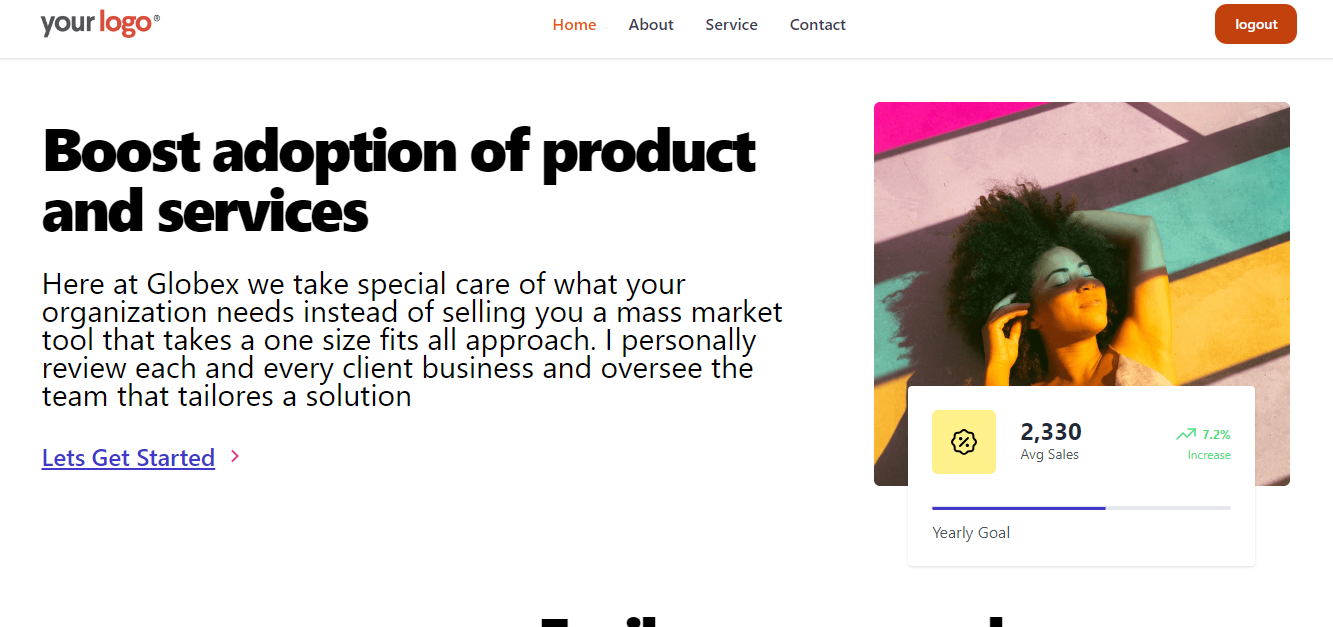 yourlogo®
Home
About
Service
Contact
logout
Boost adoption of product
and services
Here at Globex we take special care of what your
organization needs instead of selling you a mass market
tool that takes a one size fits all approach. I personally
review each and every client business and oversee the
team that tailores a solution
Lets Get Started
2,330
Avg Sales
7.2%
Increase
Yearly Goal